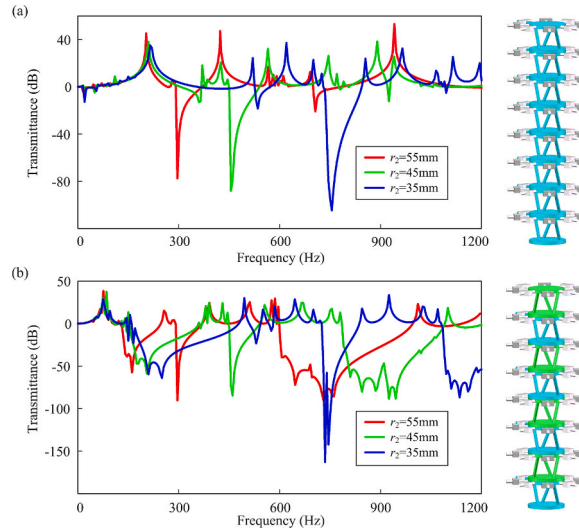 (a)
Transmittance (dB)
40
0
-40
-80
r₂=55mm
r₂=45mm
r₂=35mm
0 300 600 900 1200
Frequency (Hz)
(b)
Transmittance (dB)
50
0
-50
-100
-150
r₂=55mm
r₂=45mm
r₂=35mm
0 300 600 900 1200
Frequency (Hz)